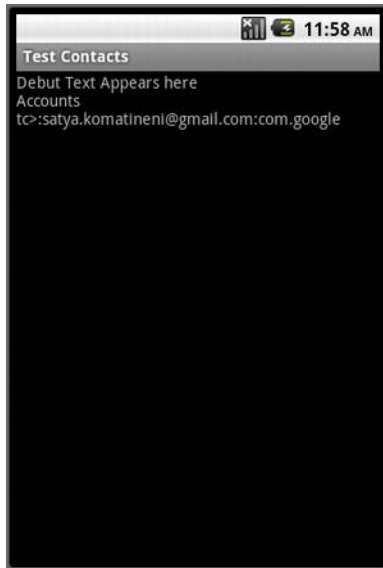 11:58 AM
Test Contacts
Debut Text Appears here
Accounts
tc>:satya.komatineni@gmail.com:com.google